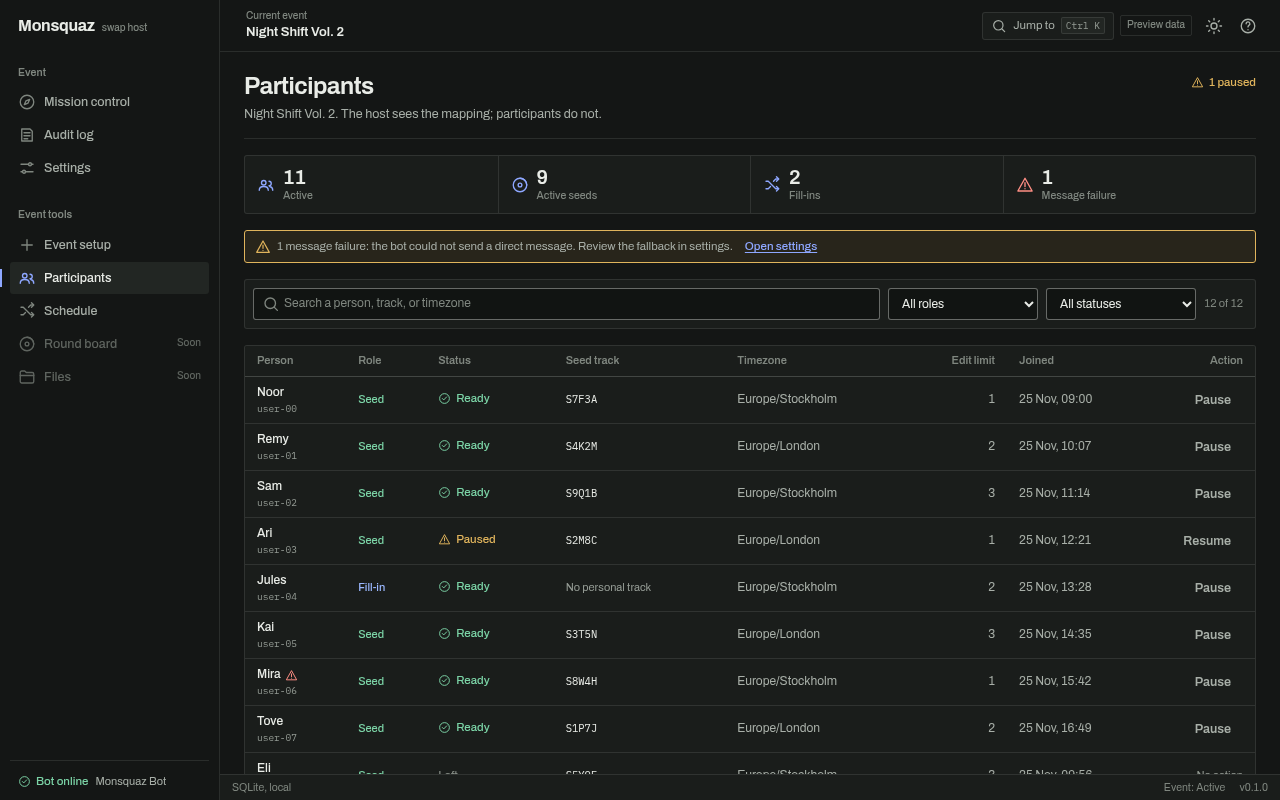 Monsquaz swap host
Current event
Night Shift Vol. 2
Jump to Ctrl K
Preview data
Event
Mission control
Audit log
Settings
Event tools
Event setup
Participants
Schedule
Round board Soon
Files Soon
Bot online Monsquaz Bot
Participants
1 paused
Night Shift Vol. 2. The host sees the mapping; participants do not.
11
Active
9
Active seeds
2
Fill-ins
1
Message failure
1 message failure: the bot could not send a direct message. Review the fallback in settings. Open settings
Search a person, track, or timezone
All roles
All statuses
12 of 12
Person Role Status Seed track Timezone Edit limit Joined Action
Noor
user-00
Seed Ready S7F3A Europe/Stockholm 1 25 Nov, 09:00 Pause
Remy
user-01
Seed Ready S4K2M Europe/London 2 25 Nov, 10:07 Pause
Sam
user-02
Seed Ready S9Q1B Europe/Stockholm 3 25 Nov, 11:14 Pause
Ari
user-03
Seed Paused S2M8C Europe/London 1 25 Nov, 12:21 Resume
Jules
user-04
Fill-in Ready No personal track Europe/Stockholm 2 25 Nov, 13:28 Pause
Kai
user-05
Seed Ready S3T5N Europe/London 3 25 Nov, 14:35 Pause
Mira
user-06
Seed Ready S8W4H Europe/Stockholm 1 25 Nov, 15:42 Pause
Tove
user-07
Seed Ready S1P7J Europe/London 2 25 Nov, 16:49 Pause
Eli
SQLite, local
Event: Active v0.1.0